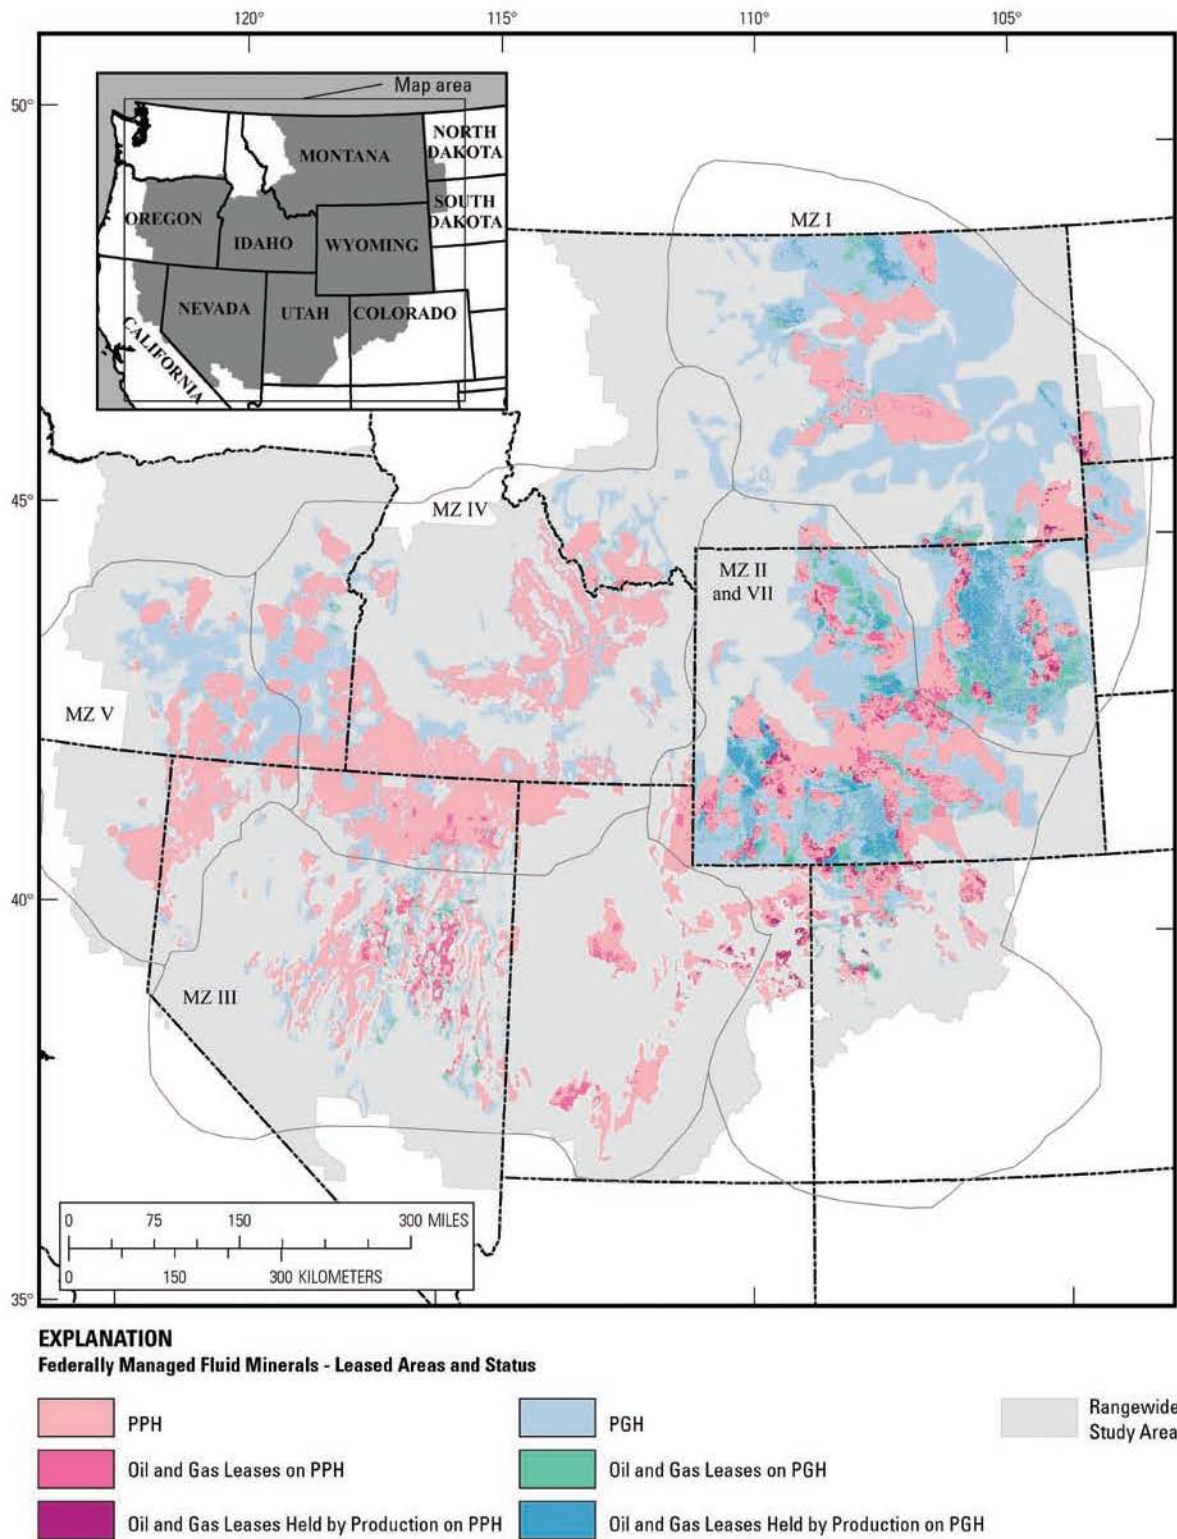 120°
115°
110°
105°
50°
45°
40°
35°
Map area
NORTH
DAKOTA
MONTANA
SOUTH
DAKOTA
OREGON
IDAHO
WYOMING
NEVADA
UTAH
COLORADO
CALIFORNIA
MZ I
MZ IV
MZ II
and VII
MZ V
MZ III
0 75 150 300 MILES
0 150 300 KILOMETERS
EXPLANATION
Federally Managed Fluid Minerals - Leased Areas and Status
PPH
Oil and Gas Leases on PPH
Oil and Gas Leases Held by Production on PPH
PGH
Oil and Gas Leases on PGH
Oil and Gas Leases Held by Production on PGH
Rangewide
Study Area